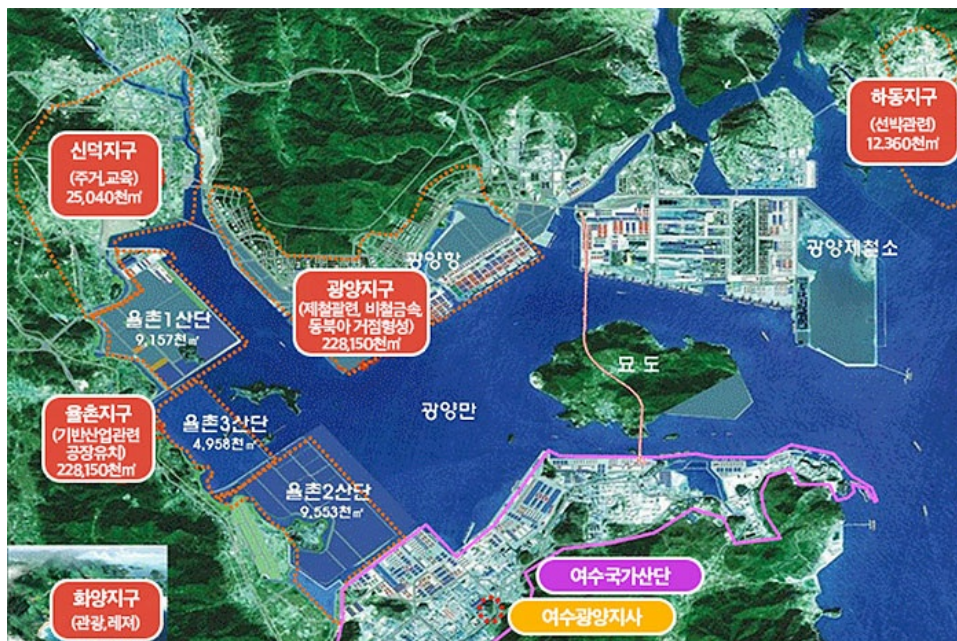 하동지구
(선박관련)
12.360천㎡
신덕지구
(주거,교육)
25,040천㎡
광양항
광양제철소
광양지구
(제철괄련, 비철금속,
동북아 거점형성)
228,150천㎡
율촌1산단
9,157천㎡
묘도
광양만
율촌지구
(기반산업관련
공장유치)
228,150천㎡
율촌3산단
4,958천㎡
율촌2산단
9,553천㎡
여수국가산단
여수광양지사
화양지구
(관광,레저)